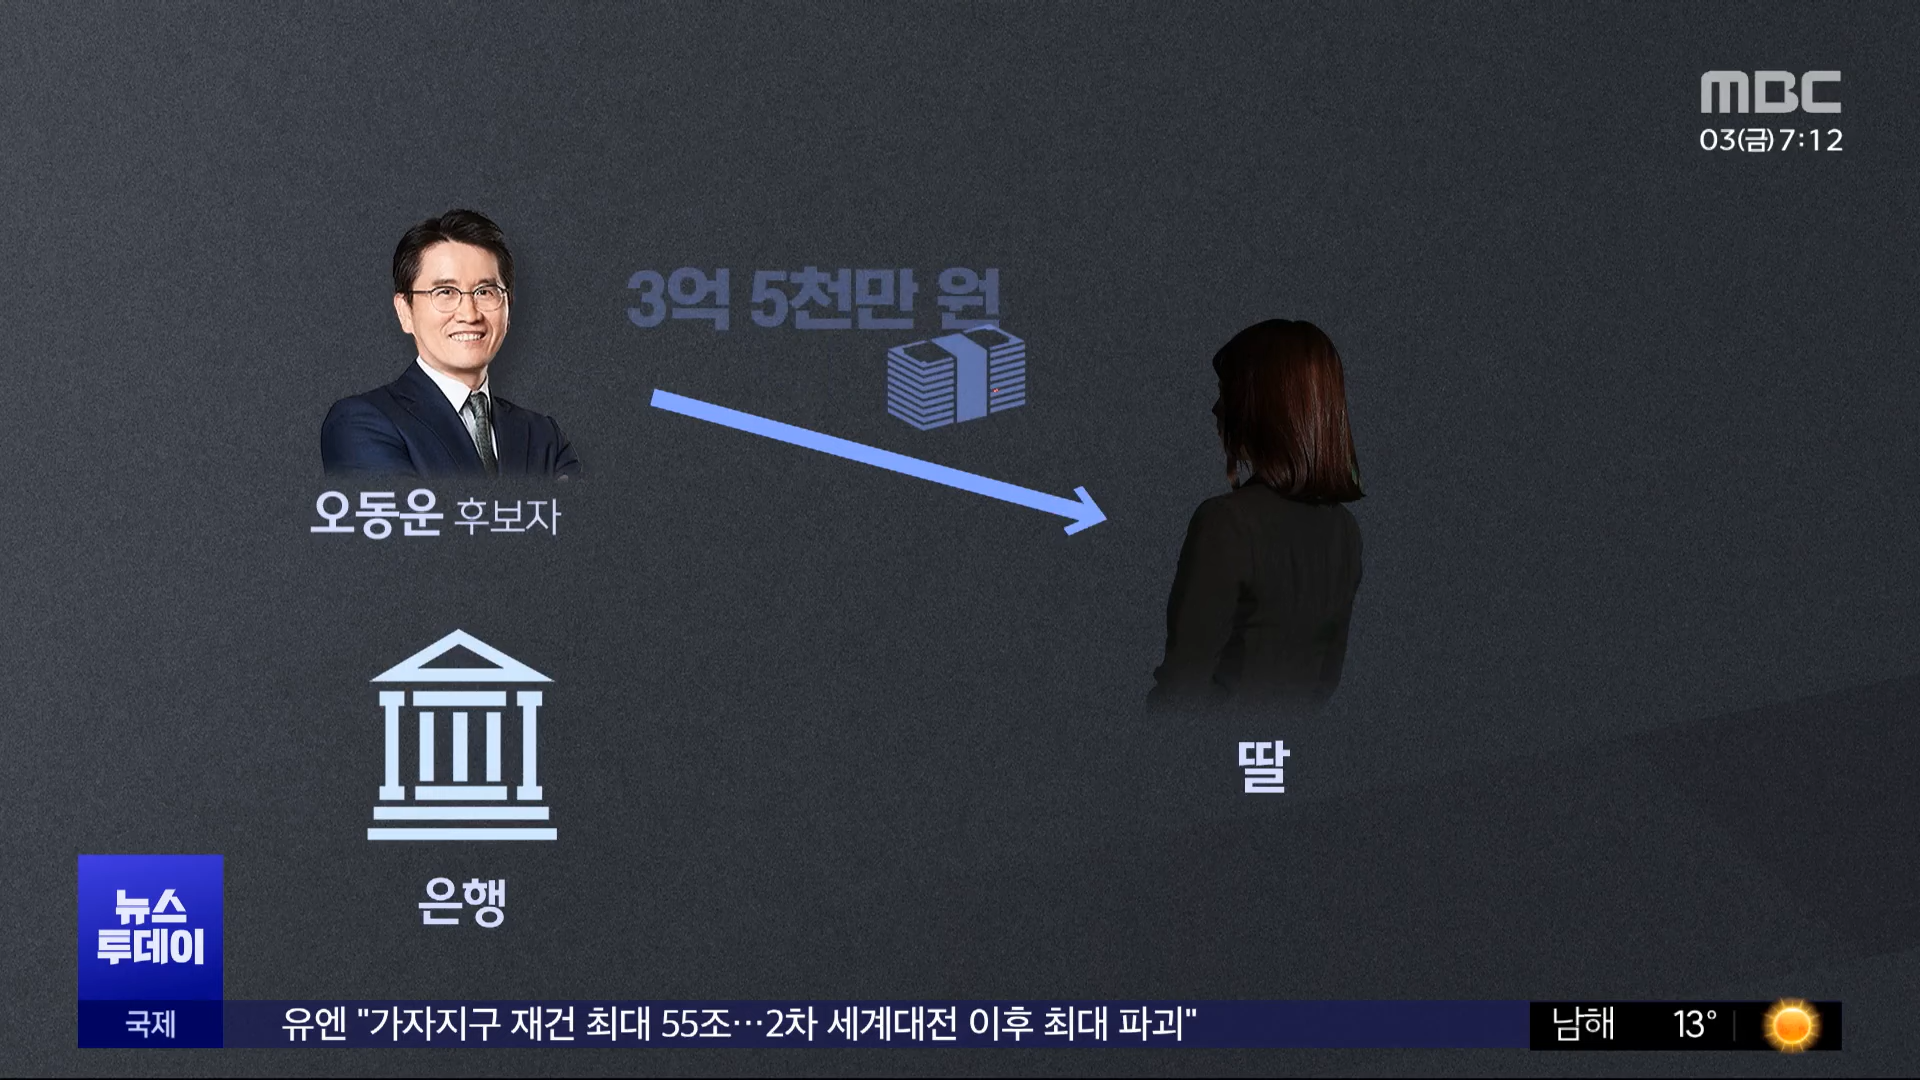 MBC
03(금) 7:12
3억 5천만 원
오동운 후보자
딸
은행
뉴스
투데이
국제 유엔 "가자지구 재건 최대 55조…2차 세계대전 이후 최대 파괴" 남해 13°